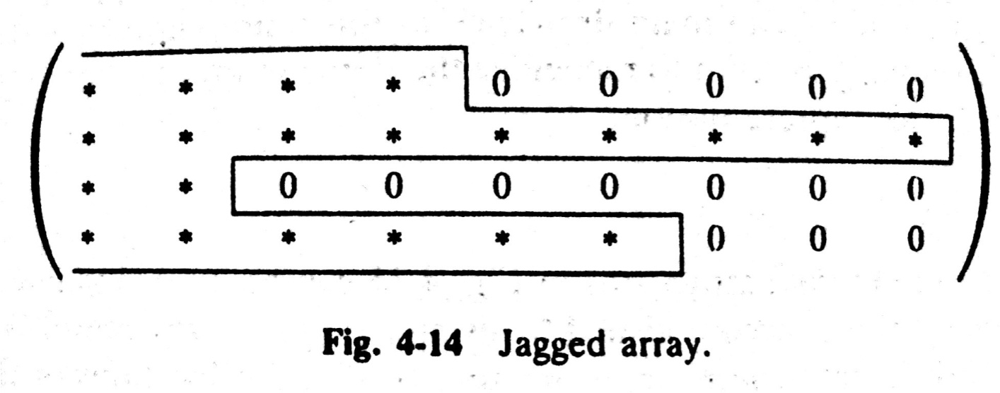 * * * * 0 0 0 0 0
* * * * * * * * *
* * 0 0 0 0 0 0 0
* * * * * * 0 0 0
Fig. 4-14 Jagged array.